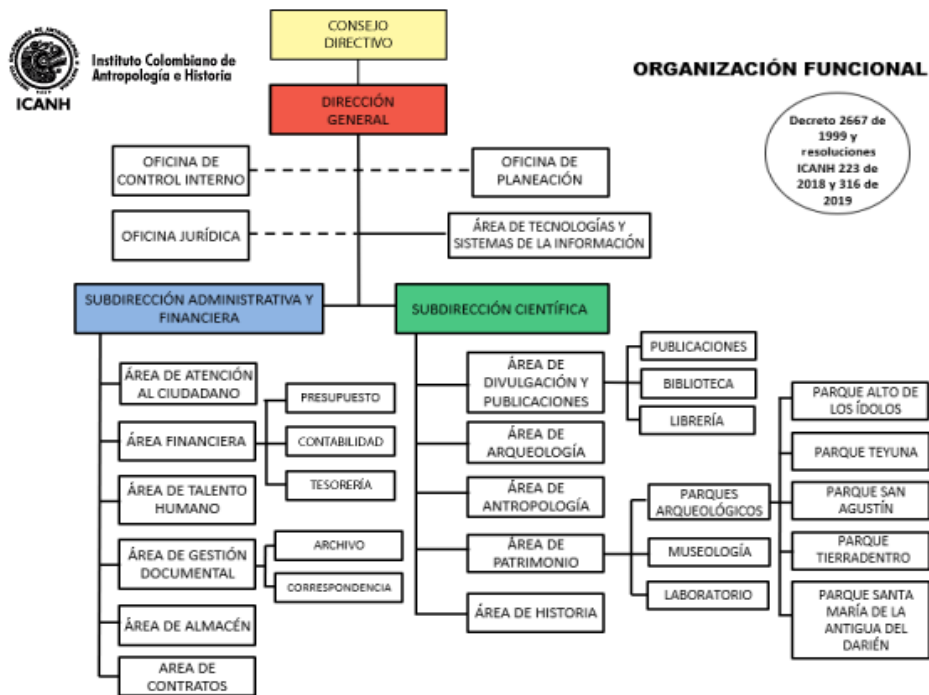 CONSEJO
DIRECTIVO
Instituto Colombiano de
Antropología e Historia
ICANH
ORGANIZACIÓN FUNCIONAL
DIRECCIÓN
GENERAL
Decreto 2667 de
1999 y
resoluciones
ICANH 223 de
2018 y 316 de
2019
OFICINA DE
CONTROL INTERNO
OFICINA DE
PLANEACIÓN
OFICINA JURÍDICA
ÁREA DE TECNOLOGÍAS Y
SISTEMAS DE LA INFORMACIÓN
SUBDIRECCIÓN ADMINISTRATIVA Y
FINANCIERA
SUBDIRECCIÓN CIENTÍFICA
ÁREA DE ATENCIÓN
AL CIUDADANO
ÁREA FINANCIERA
PRESUPUESTO
CONTABILIDAD
TESORERÍA
ÁREA DE TALENTO
HUMANO
ÁREA DE GESTIÓN
DOCUMENTAL
ARCHIVO
CORRESPONDENCIA
ÁREA DE ALMACÉN
AREA DE
CONTRATOS
ÁREA DE
DIVULGACIÓN Y
PUBLICACIONES
PUBLICACIONES
BIBLIOTECA
LIBRERÍA
ÁREA DE
ARQUEOLOGÍA
ÁREA DE
ANTROPOLOGÍA
ÁREA DE
PATRIMONIO
PARQUES
ARQUEOLÓGICOS
MUSEOLOGÍA
LABORATORIO
ÁREA DE HISTORIA
PARQUE ALTO DE
LOS ÍDOLOS
PARQUE TEYUNA
PARQUE SAN
AGUSTÍN
PARQUE
TIERRADENTRO
PARQUE SANTA
MARÍA DE LA
ANTIGUA DEL
DARIÉN